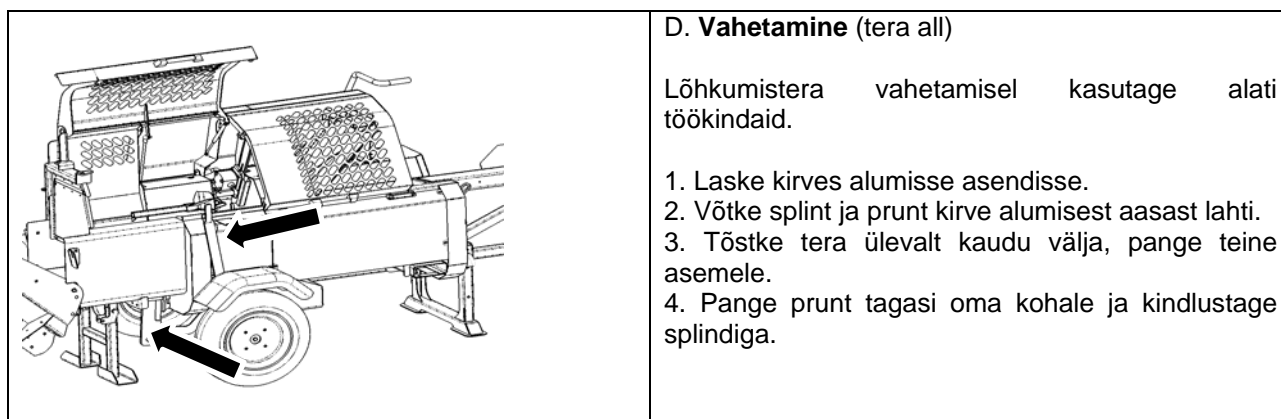 D. Vahetamine (tera all)
Lõhkumistera vahetamisel kasutage alati
töökindaid.
1. Laske kirves alumisse asendisse.
2. Võtke splint ja prunt kirve alumisest aasast lahti.
3. Tõstke tera ülevalt kaudu välja, pange teine
asemele.
4. Pange prunt tagasi oma kohale ja kindlustage
splindiga.